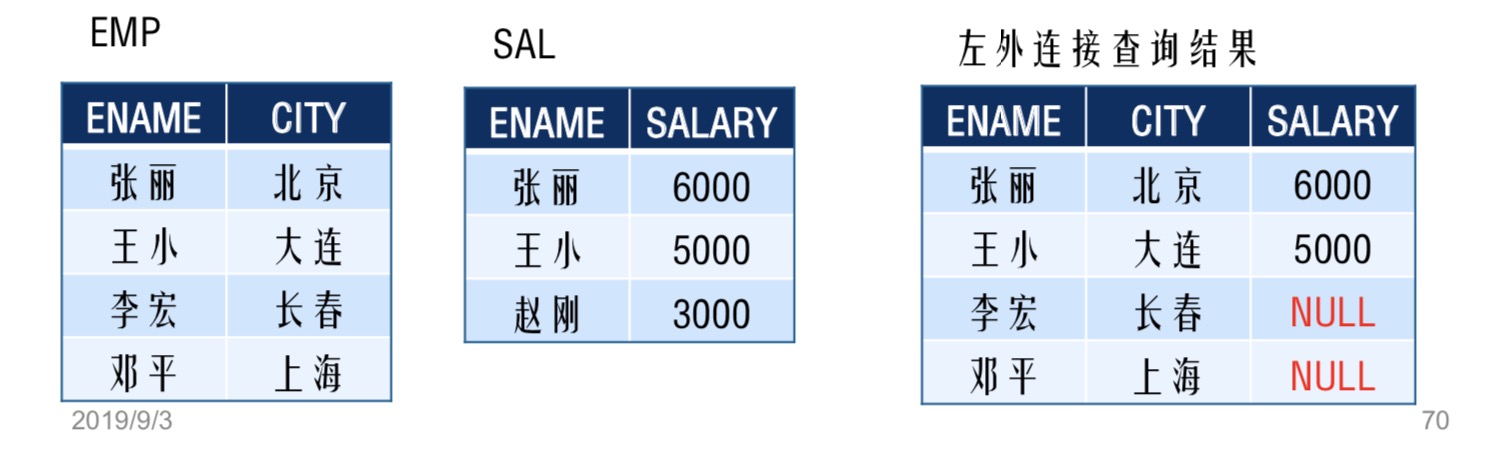 EMP
ENAME CITY
张丽 北京
王小 大连
李宏 长春
邓平 上海
SAL
ENAME SALARY
张丽 6000
王小 5000
赵刚 3000
左外连接查询结果
ENAME CITY SALARY
张丽 北京 6000
王小 大连 5000
李宏 长春 NULL
邓平 上海 NULL
2019/9/3
70